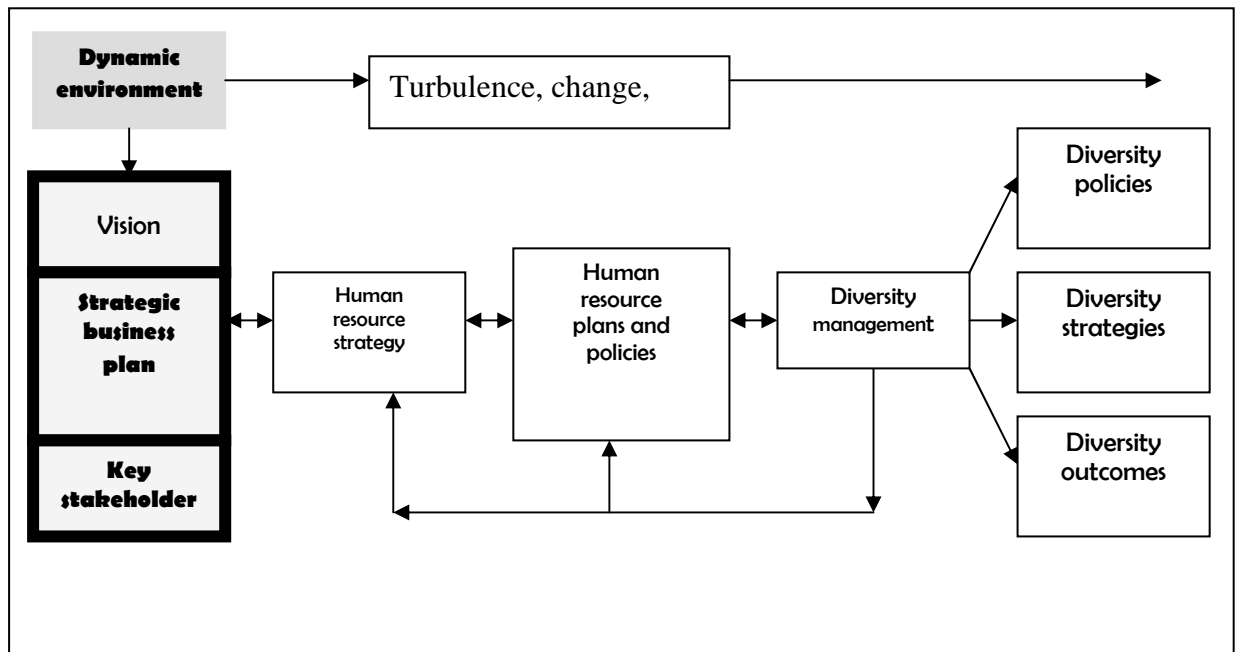 Dynamic
environment
Turbulence, change,
Diversity
policies
Vision
Strategic
business
plan
Human
resource
strategy
Human
resource
plans and
policies
Diversity
management
Diversity
strategies
Key
stakeholder
Diversity
outcomes